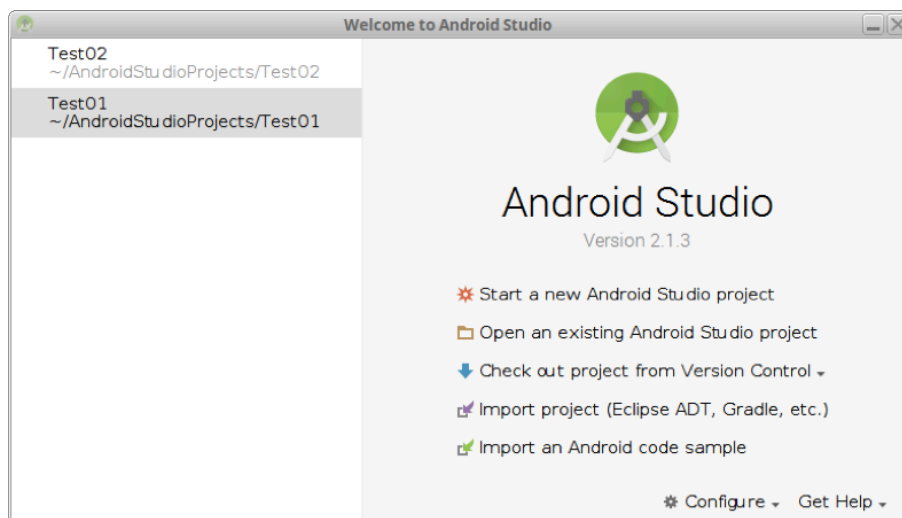 Welcome to Android Studio
Test02
~/AndroidStudioProjects/Test02
Test01
~/AndroidStudioProjects/Test01
Android Studio
Version 2.1.3
Start a new Android Studio project
Open an existing Android Studio project
Check out project from Version Control
Import project (Eclipse ADT, Gradle, etc.)
Import an Android code sample
Configure Get Help